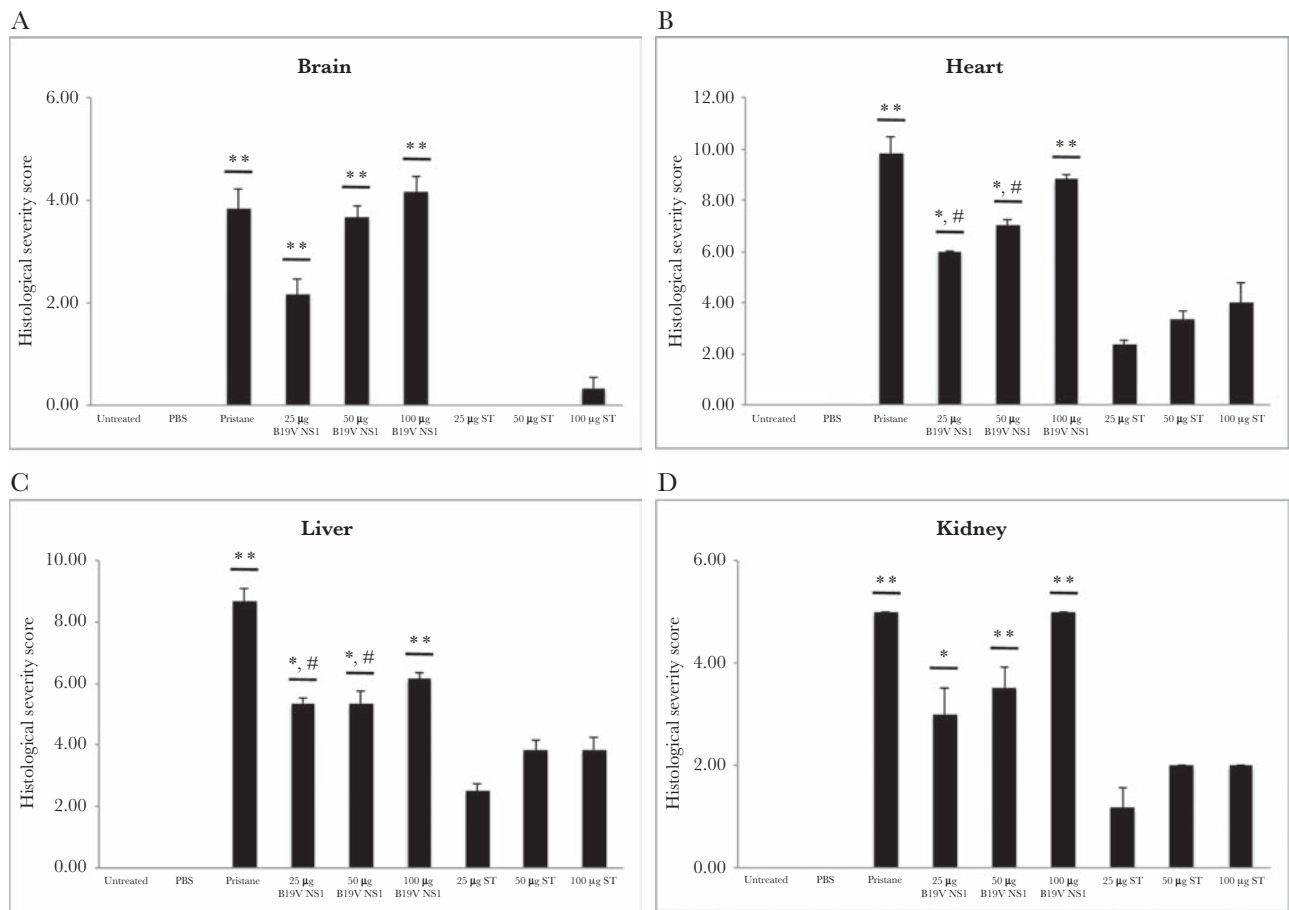 A
Brain
6.00
4.00
2.00
0.00
Histological severity score
**
**
**
**
Untreated PBS Pristane 25 µg 50 µg 100 µg 25 µg ST 50 µg ST 100 µg ST
B19V NS1 B19V NS1 B19V NS1
B
Heart
12.00
10.00
8.00
6.00
4.00
2.00
0.00
Histological severity score
**
*, #
*, #
**
Untreated PBS Pristane 25 µg 50 µg 100 µg 25 µg ST 50 µg ST 100 µg ST
B19V NS1 B19V NS1 B19V NS1
C
Liver
10.00
8.00
6.00
4.00
2.00
0.00
Histological severity score
**
*, #
*, #
**
Untreated PBS Pristane 25 µg 50 µg 100 µg 25 µg ST 50 µg ST 100 µg ST
B19V NS1 B19V NS1 B19V NS1
D
Kidney
6.00
4.00
2.00
0.00
Histological severity score
**
*
**
**
Untreated PBS Pristane 25 µg 50 µg 100 µg 25 µg ST 50 µg ST 100 µg ST
B19V NS1 B19V NS1 B19V NS1